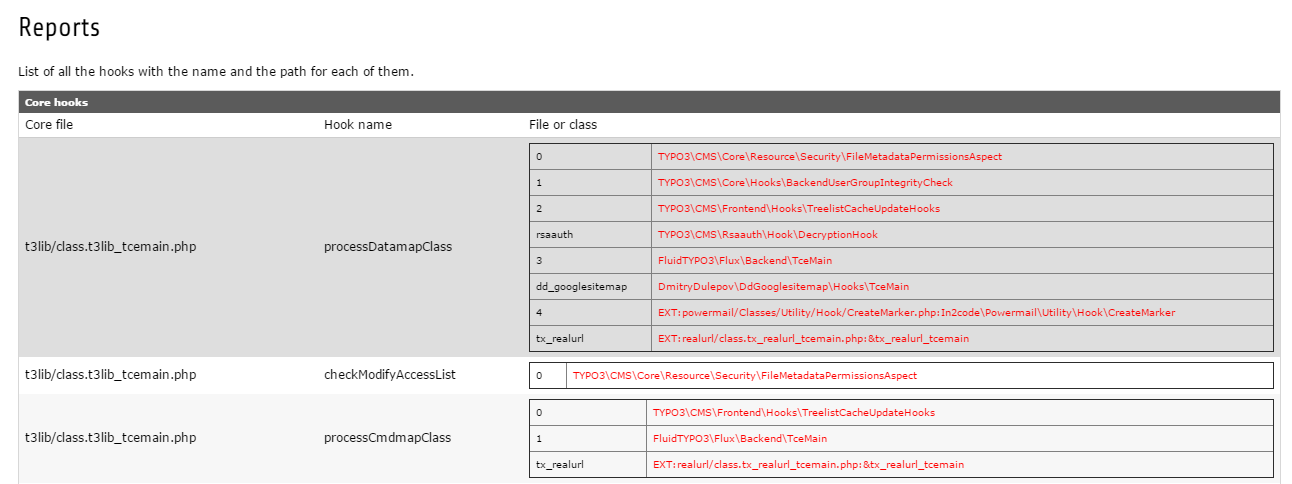 Reports
List of all the hooks with the name and the path for each of them.
Core hooks
Core file Hook name File or class
t3lib/class.t3lib_tcemain.php processDatamapClass
0 TYPO3\CMS\Core\Resource\Security\FileMetadataPermissionsAspect
1 TYPO3\CMS\Core\Hooks\BackendUserGroupIntegrityCheck
2 TYPO3\CMS\Frontend\Hooks\TreelistCacheUpdateHooks
rsaauth TYPO3\CMS\Rsaauth\Hook\DecryptionHook
3 FluidTYPO3\Flux\Backend\TceMain
dd_googlesitemap DmitryDulepov\DdGooglesitemap\Hooks\TceMain
4 EXT:powermail/Classes/Utility/Hook/CreateMarker.php:In2code\Powermail\Utility\Hook\CreateMarker
tx_realurl EXT:realurl/class.tx_realurl_tcemain.php:&tx_realurl_tcemain
t3lib/class.t3lib_tcemain.php checkModifyAccessList
0 TYPO3\CMS\Core\Resource\Security\FileMetadataPermissionsAspect
t3lib/class.t3lib_tcemain.php processCmdmapClass
0 TYPO3\CMS\Frontend\Hooks\TreelistCacheUpdateHooks
1 FluidTYPO3\Flux\Backend\TceMain
tx_realurl EXT:realurl/class.tx_realurl_tcemain.php:&tx_realurl_tcemain